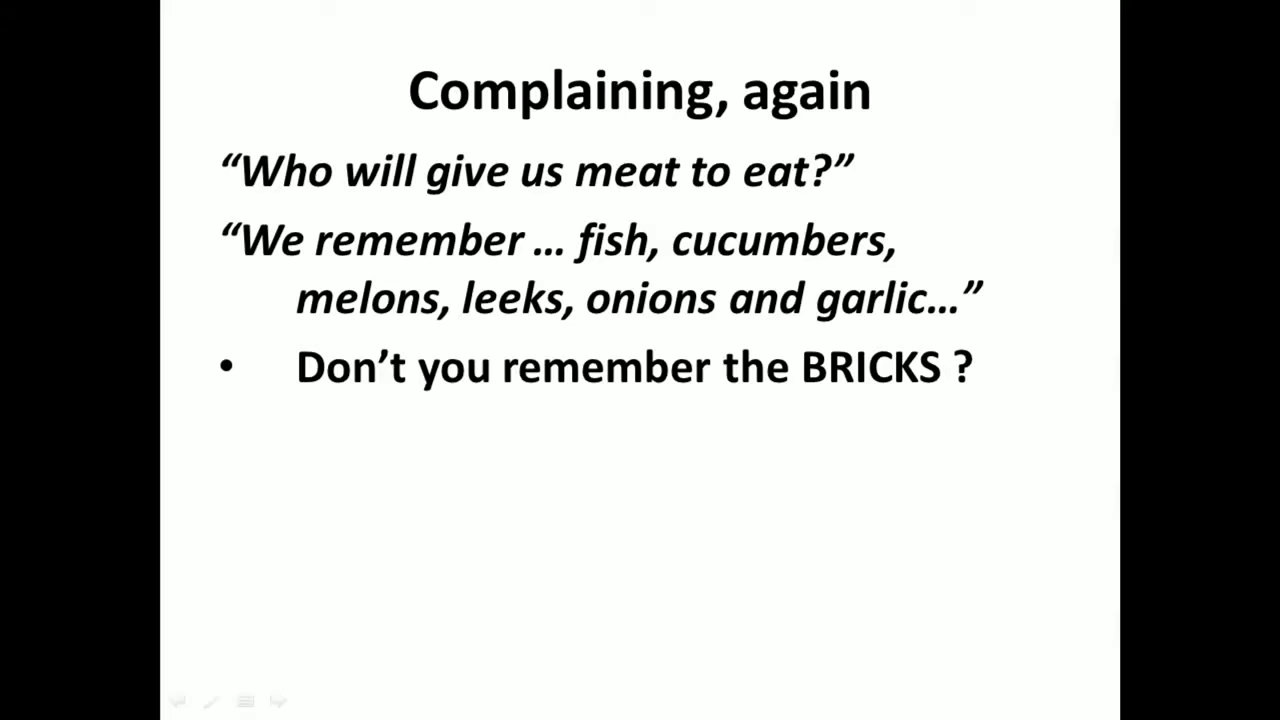 Complaining, again
“Who will give us meat to eat?”
“We remember … fish, cucumbers,
melons, leeks, onions and garlic…”
• Don’t you remember the BRICKS ?